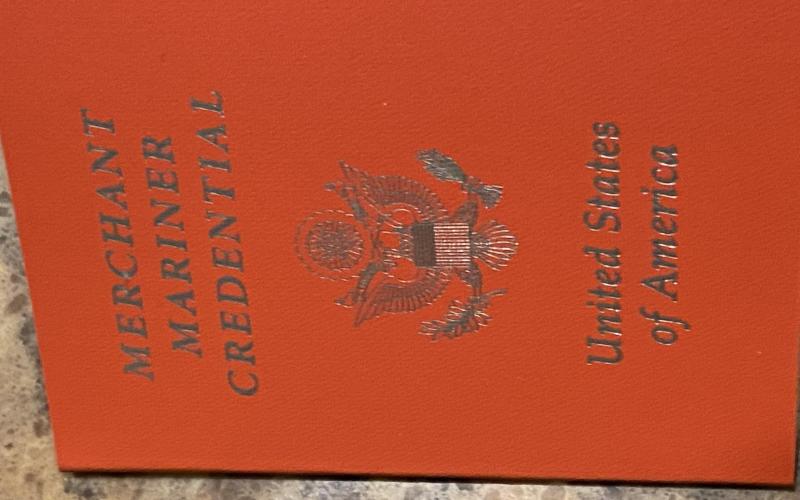 MERCHANT
MARINER
CREDENTIAL
United States
of America